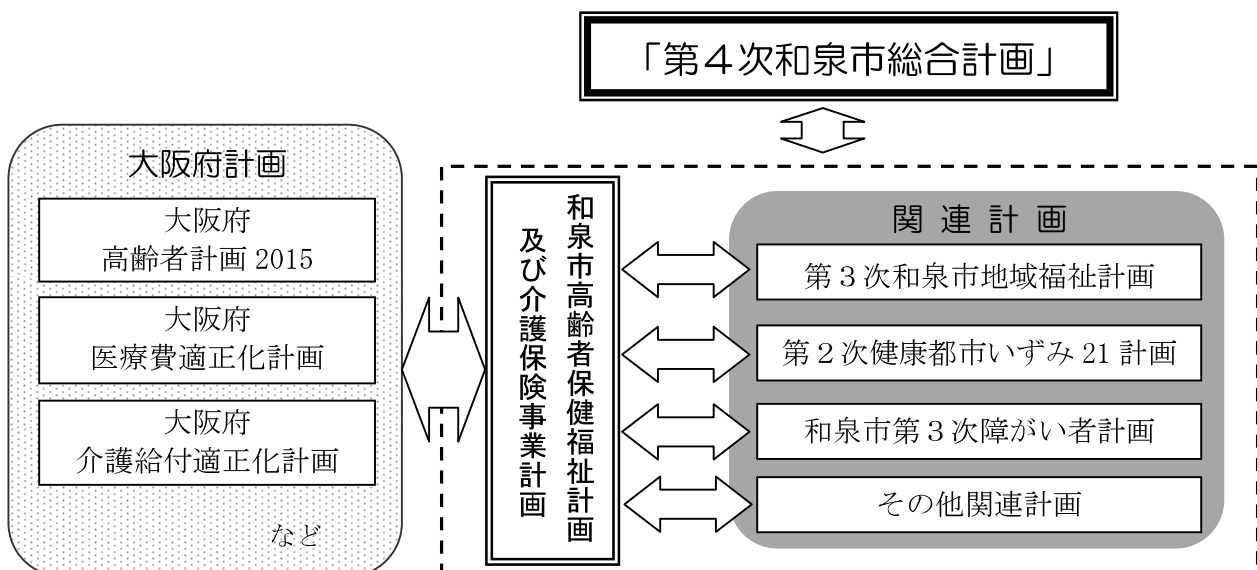 「第４次和泉市総合計画」
大阪府計画
大阪府
高齢者計画 2015
大阪府
医療費適正化計画
大阪府
介護給付適正化計画
など
和泉市高齢者保健福祉計画
及び介護保険事業計画
関 連 計 画
第３次和泉市地域福祉計画
第２次健康都市いずみ 21 計画
和泉市第３次障がい者計画
その他関連計画